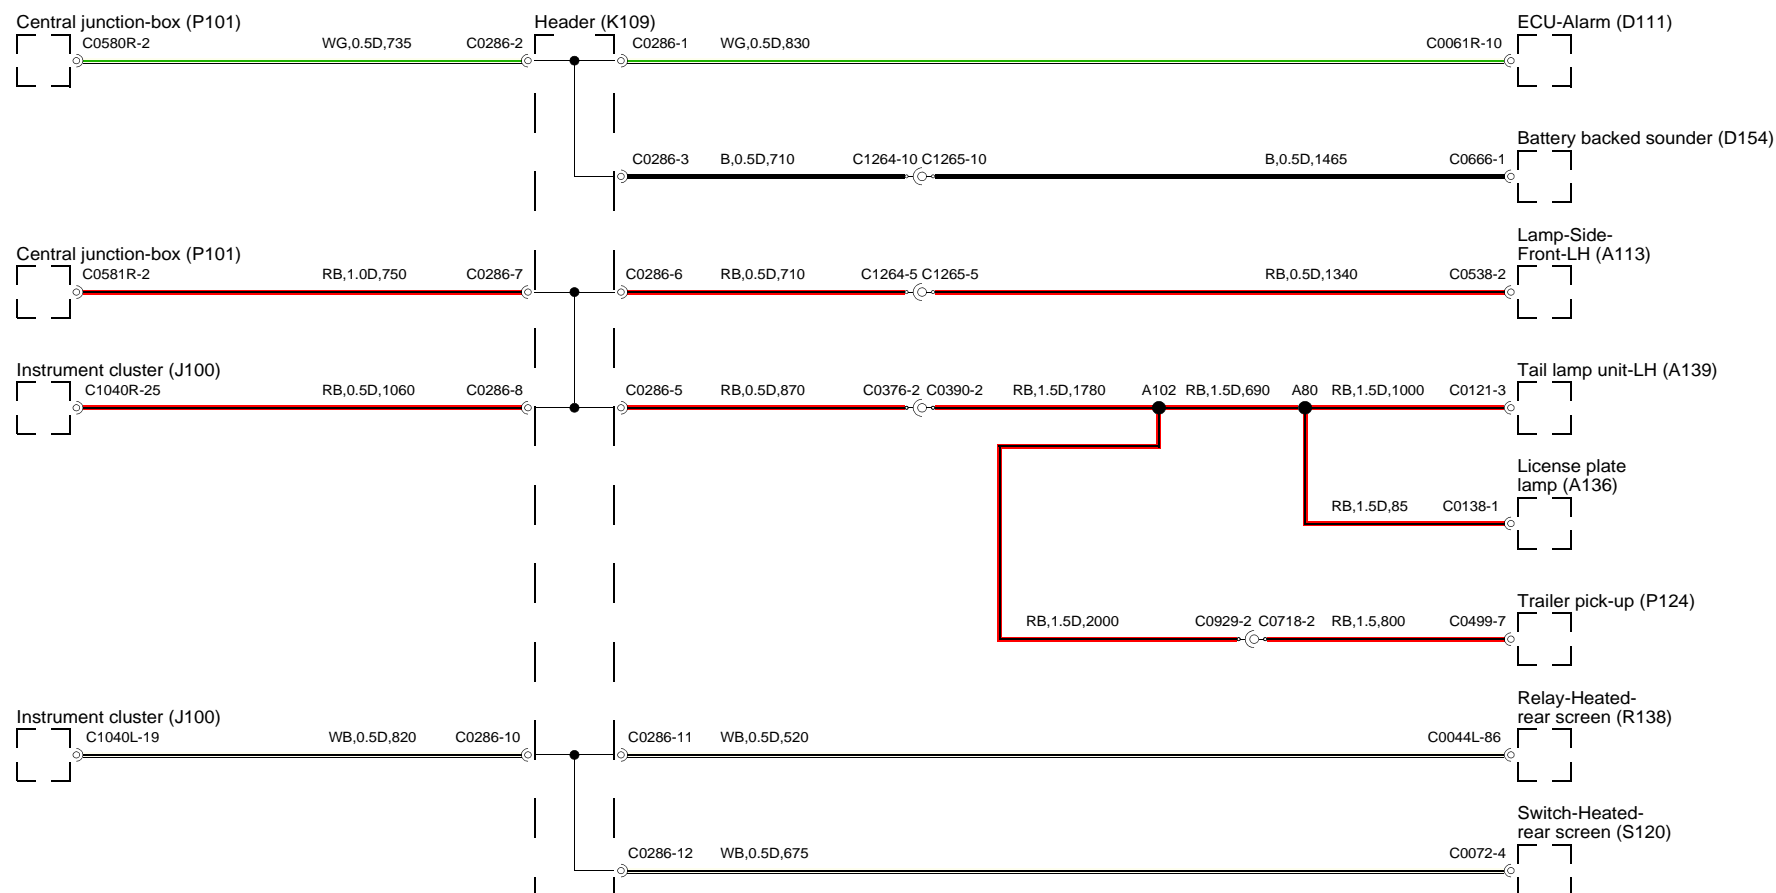 Central junction-box (P101)
Header (K109)
ECU-Alarm (D111)
C0580R-2
WG,0.5D,735
C0286-2
C0286-1
WG,0.5D,830
C0061R-10
Battery backed sounder (D154)
C0286-3
B,0.5D,710
C1264-10
C1265-10
B,0.5D,1465
C0666-1
Central junction-box (P101)
Lamp-Side-
Front-LH (A113)
C0581R-2
RB,1.0D,750
C0286-7
C0286-6
RB,0.5D,710
C1264-5
C1265-5
RB,0.5D,1340
C0538-2
Instrument cluster (J100)
Tail lamp unit-LH (A139)
C1040R-25
RB,0.5D,1060
C0286-8
C0286-5
RB,0.5D,870
C0376-2
C0390-2
RB,1.5D,1780
A102
RB,1.5D,690
A80
RB,1.5D,1000
C0121-3
License plate
lamp (A136)
RB,1.5D,85
C0138-1
Trailer pick-up (P124)
RB,1.5D,2000
C0929-2
C0718-2
RB,1.5,800
C0499-7
Instrument cluster (J100)
Relay-Heated-
rear screen (R138)
C1040L-19
WB,0.5D,820
C0286-10
C0286-11
WB,0.5D,520
C0044L-86
Switch-Heated-
rear screen (S120)
C0286-12
WB,0.5D,675
C0072-4